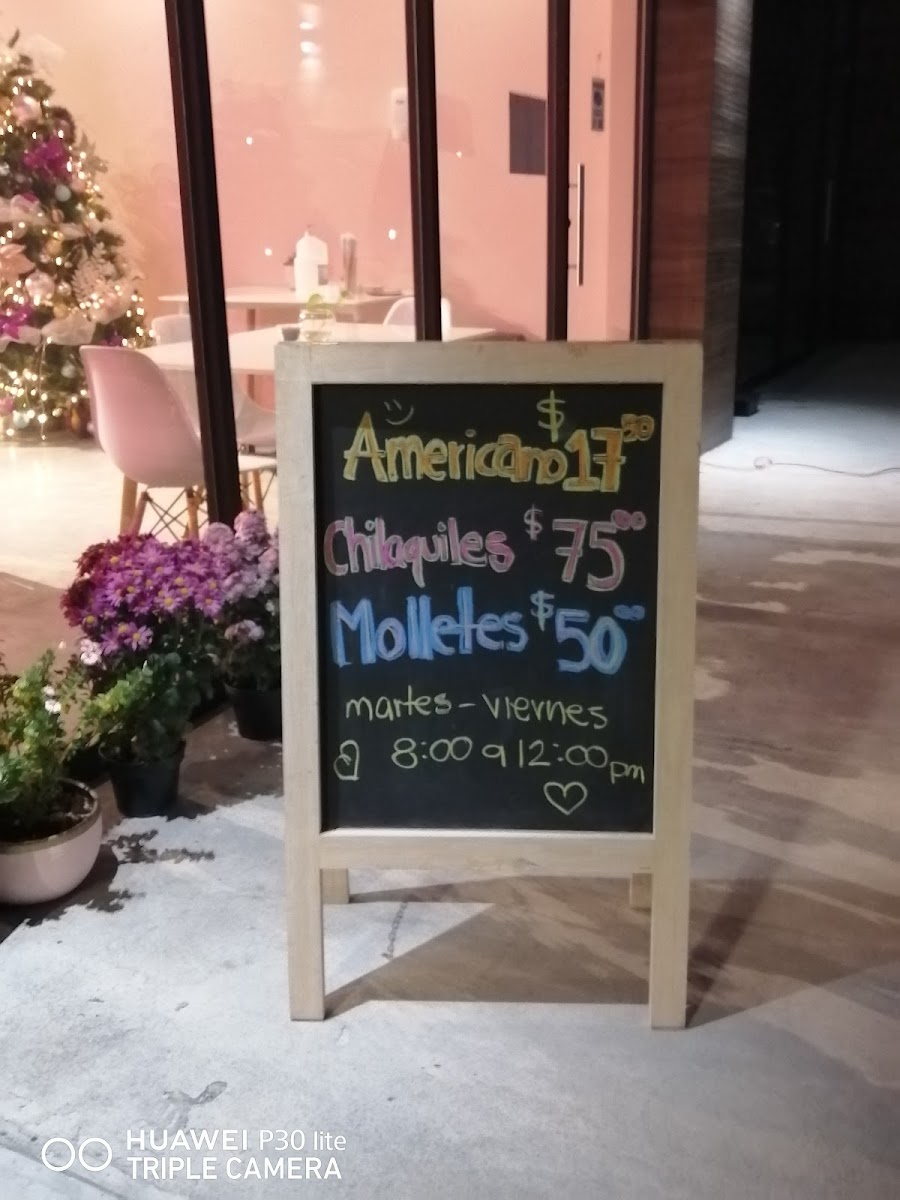 Americano $17.50
Chilaquiles $75.00
Molletes $50.00
martes - viernes
8:00 a 12:00 pm
HUAWEI P30 lite
TRIPLE CAMERA